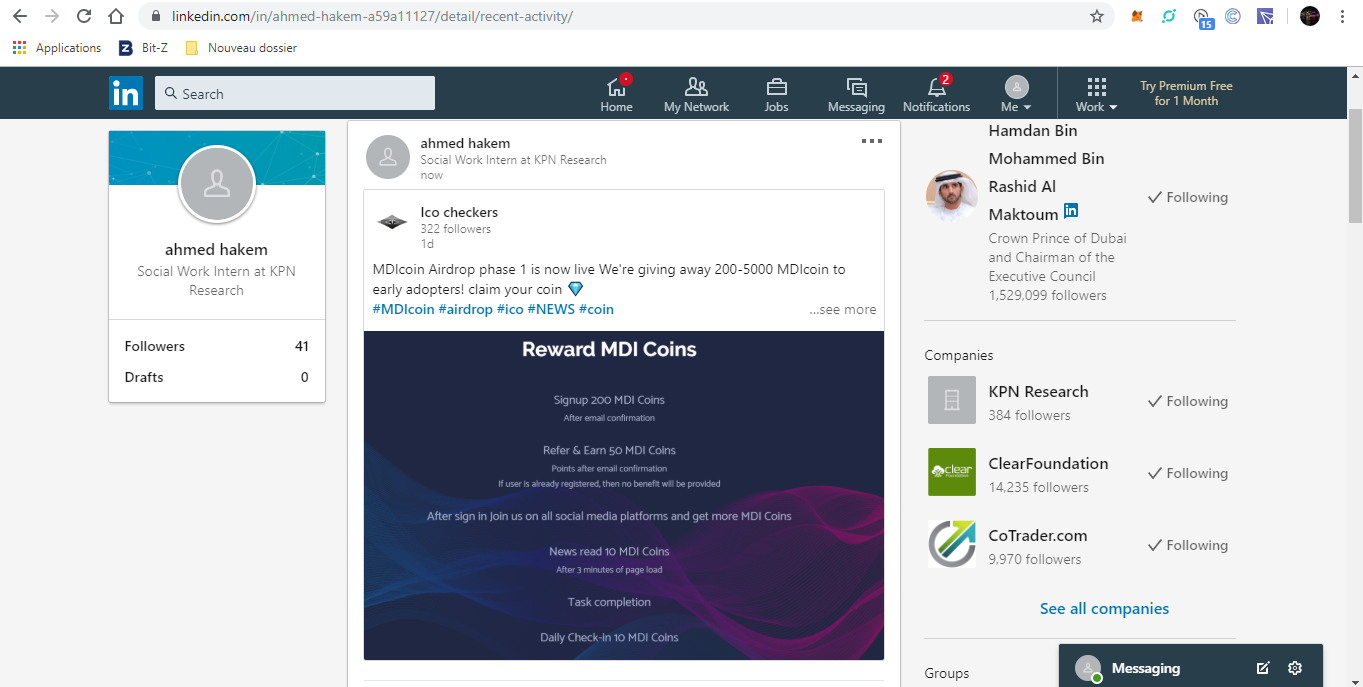 linkedin.com/in/ahmed-hakem-a59a11127/detail/recent-activity/
15
Applications
Bit-Z
Nouveau dossier
in
Search
Home
My Network
Jobs
Messaging
2
Notifications
Me
Work
Try Premium Free
for 1 Month
ahmed hakem
Social Work Intern at KPN
Research
Followers 41
Drafts 0
ahmed hakem
Social Work Intern at KPN Research
now
Ico checkers
322 followers
1d
MDIcoin Airdrop phase 1 is now live We're giving away 200-5000 MDIcoin to
early adopters! claim your coin 💎
#MDIcoin #airdrop #ico #NEWS #coin
...see more
Reward MDI Coins
Signup 200 MDI Coins
After email confirmation
Refer & Earn 50 MDI Coins
Points after email confirmation
If user is already registered, then no benefit will be provided
After sign in Join us on all social media platforms and get more MDI Coins
News read 10 MDI Coins
After 3 minutes of page load
Task completion
Daily Check-In 10 MDI Coins
Hamdan Bin
Mohammed Bin
Rashid Al
Maktoum in
Following
Crown Prince of Dubai
and Chairman of the
Executive Council
1,529,099 followers
Companies
KPN Research
384 followers
Following
clear
Foundation
ClearFoundation
14,235 followers
Following
CoTrader.com
9,970 followers
Following
See all companies
Groups
Messaging